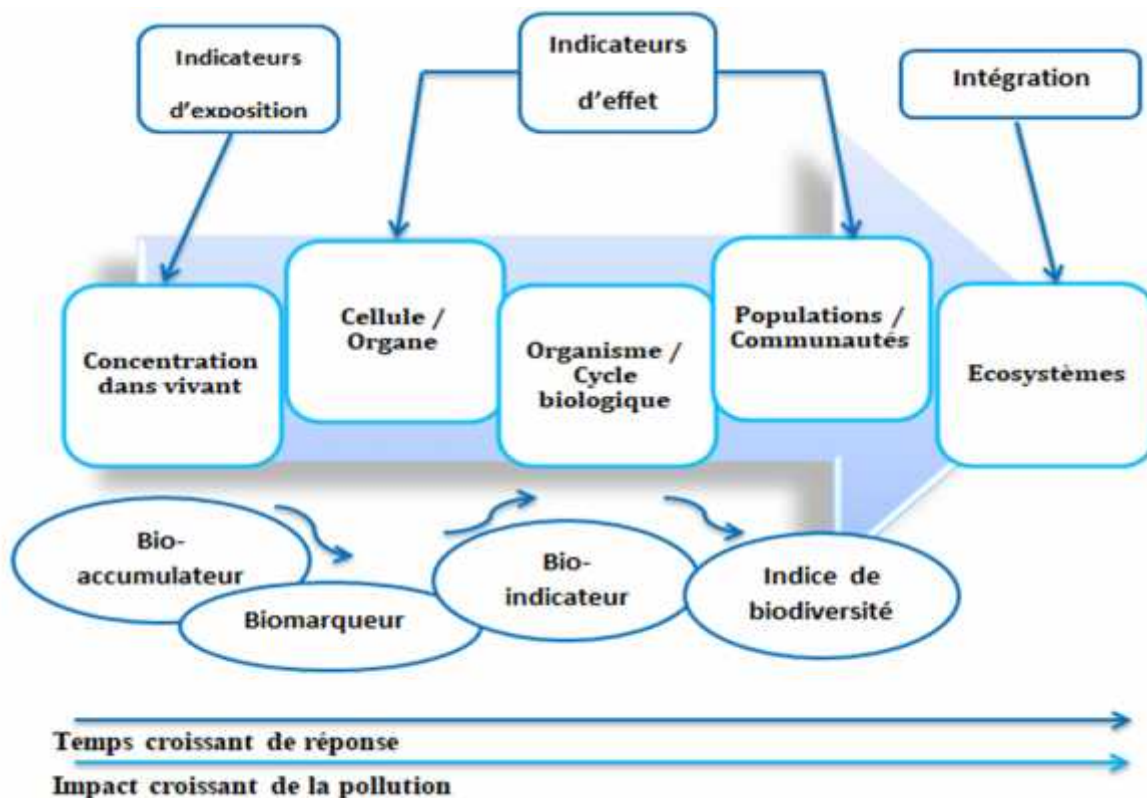 Indicateurs
d'exposition
Indicateurs
d'effet
Intégration
Concentration
dans vivant
Cellule /
Organe
Organisme /
Cycle
biologique
Populations /
Communautés
Ecosystèmes
Bio-
accumulateur
Biomarqueur
Bio-
indicateur
Indice de
biodiversité
Temps croissant de réponse
Impact croissant de la pollution